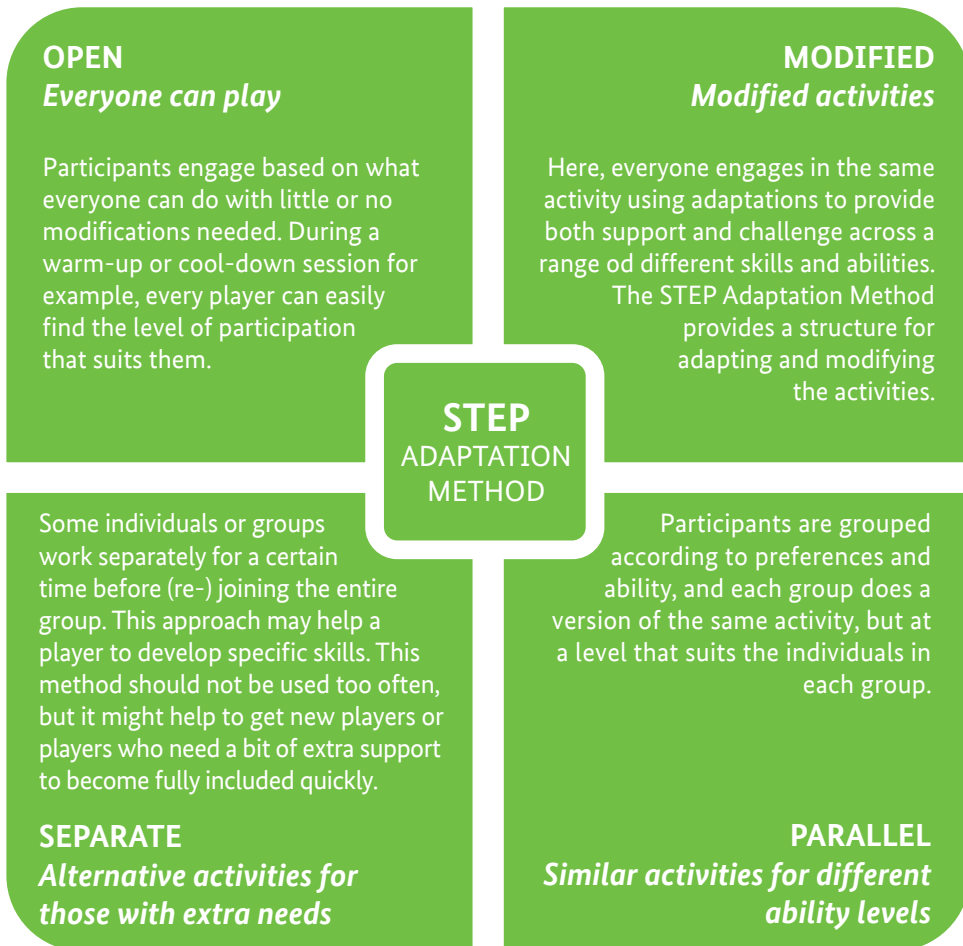 OPEN
Everyone can play
Participants engage based on what
everyone can do with little or no
modifications needed. During a
warm-up or cool-down session for
example, every player can easily
find the level of participation
that suits them.
MODIFIED
Modified activities
Here, everyone engages in the same
activity using adaptations to provide
both support and challenge across a
range od different skills and abilities.
The STEP Adaptation Method
provides a structure for
adapting and modifying
the activities.
STEP
ADAPTATION
METHOD
Some individuals or groups
work separately for a certain
time before (re-) joining the entire
group. This approach may help a
player to develop specific skills. This
method should not be used too often,
but it might help to get new players or
players who need a bit of extra support
to become fully included quickly.
SEPARATE
Alternative activities for
those with extra needs
Participants are grouped
according to preferences and
ability, and each group does a
version of the same activity, but at
a level that suits the individuals in
each group.
PARALLEL
Similar activities for different
ability levels